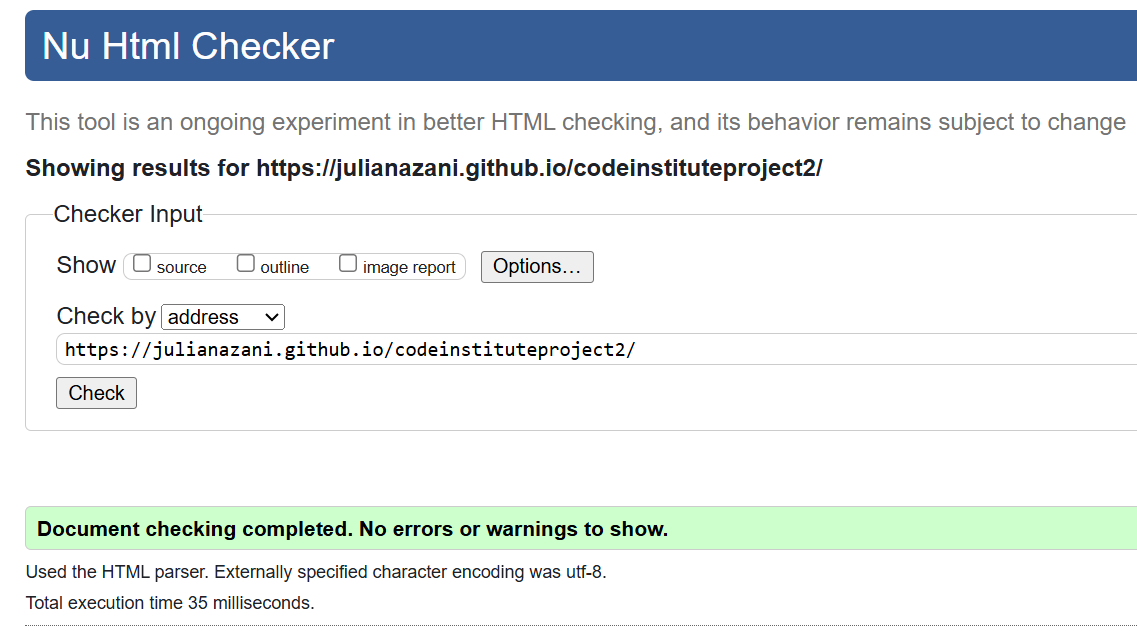 Nu Html Checker
This tool is an ongoing experiment in better HTML checking, and its behavior remains subject to change
Showing results for https://julianazani.github.io/codeinstituteproject2/
Checker Input
Show source outline image report Options...
Check by address
https://julianazani.github.io/codeinstituteproject2/
Check
Document checking completed. No errors or warnings to show.
Used the HTML parser. Externally specified character encoding was utf-8.
Total execution time 35 milliseconds.